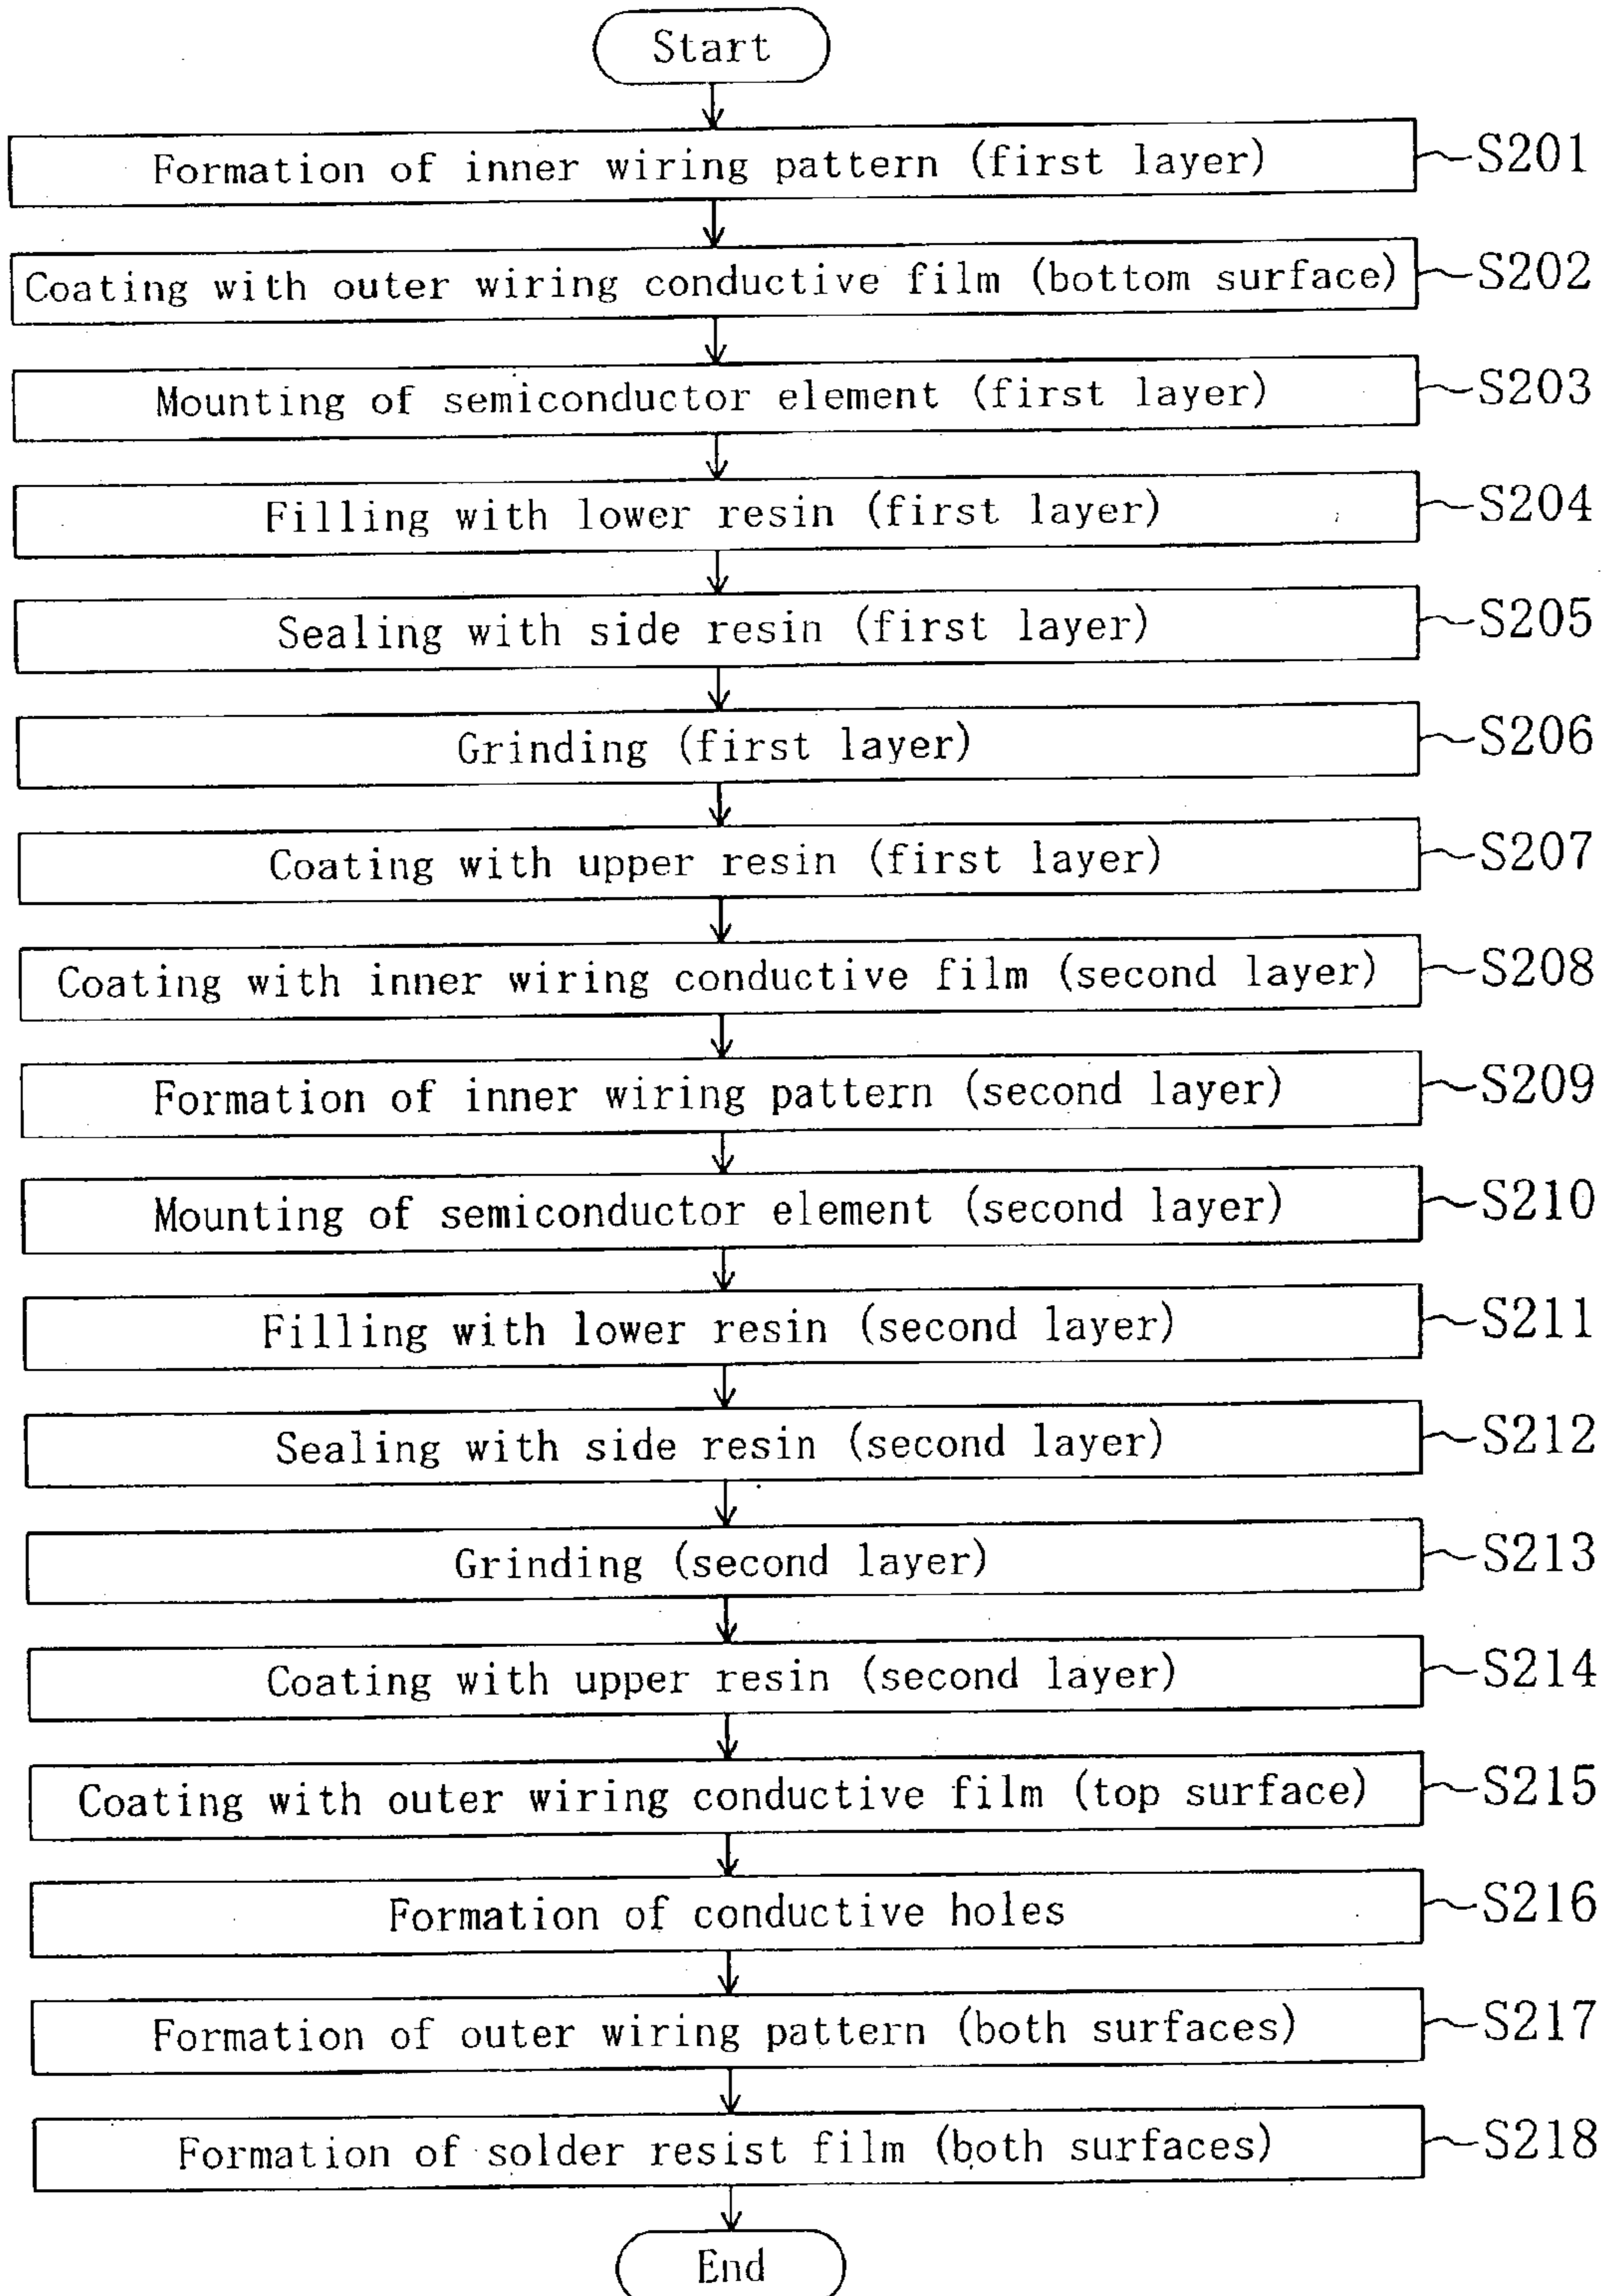 Start
Formation of inner wiring pattern (first layer) S201
Coating with outer wiring conductive film (bottom surface) S202
Mounting of semiconductor element (first layer) S203
Filling with lower resin (first layer) S204
Sealing with side resin (first layer) S205
Grinding (first layer) S206
Coating with upper resin (first layer) S207
Coating with inner wiring conductive film (second layer) S208
Formation of inner wiring pattern (second layer) S209
Mounting of semiconductor element (second layer) S210
Filling with lower resin (second layer) S211
Sealing with side resin (second layer) S212
Grinding (second layer) S213
Coating with upper resin (second layer) S214
Coating with outer wiring conductive film (top surface) S215
Formation of conductive holes S216
Formation of outer wiring pattern (both surfaces) S217
Formation of solder resist film (both surfaces) S218
End